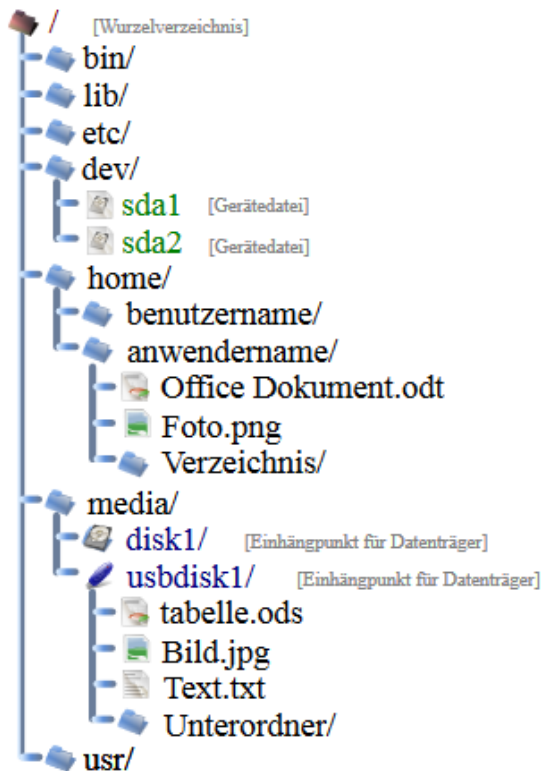 / [Wurzelverzeichnis]
bin/
lib/
etc/
dev/
sda1 [Gerätedatei]
sda2 [Gerätedatei]
home/
benutzername/
anwendername/
Office Dokument.odt
Foto.png
Verzeichnis/
media/
disk1/ [Einhängpunkt für Datenträger]
usbdisk1/ [Einhängpunkt für Datenträger]
tabelle.ods
Bild.jpg
Text.txt
Unterordner/
usr/